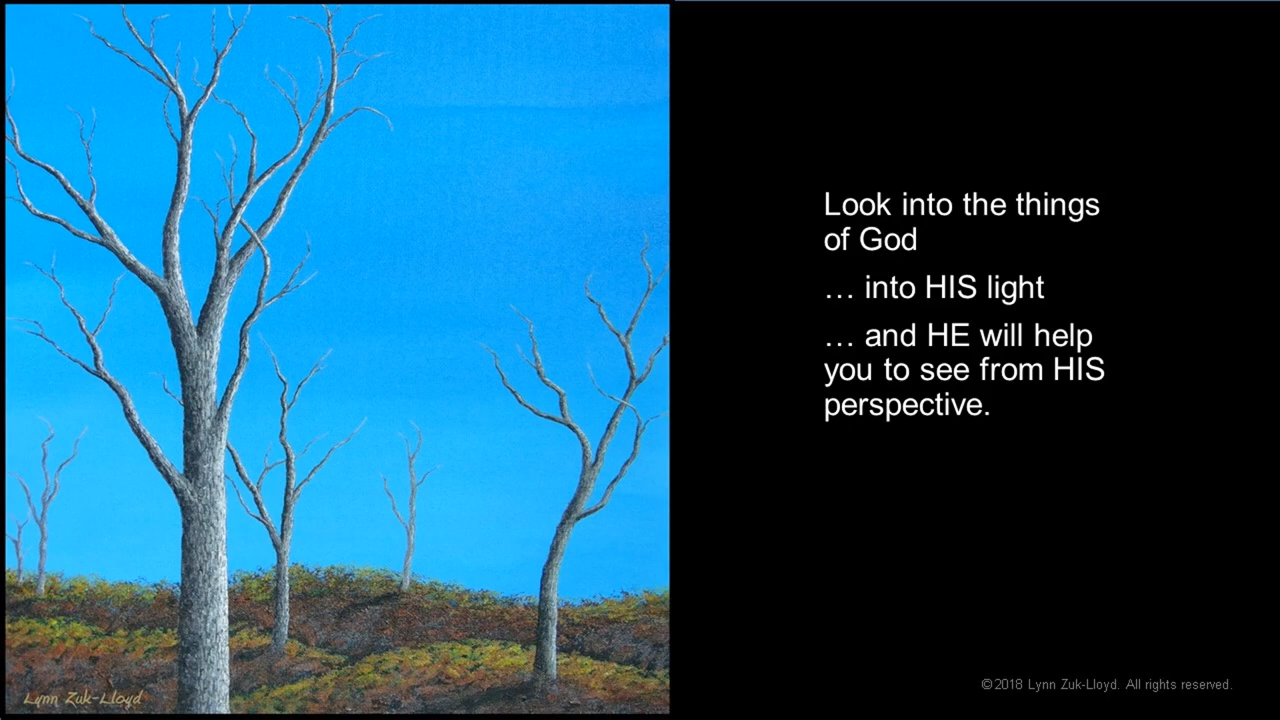 Look into the things
of God
… into HIS light
… and HE will help
you to see from HIS
perspective.
Lynn Zuk-Lloyd
©2018 Lynn Zuk-Lloyd. All rights reserved.